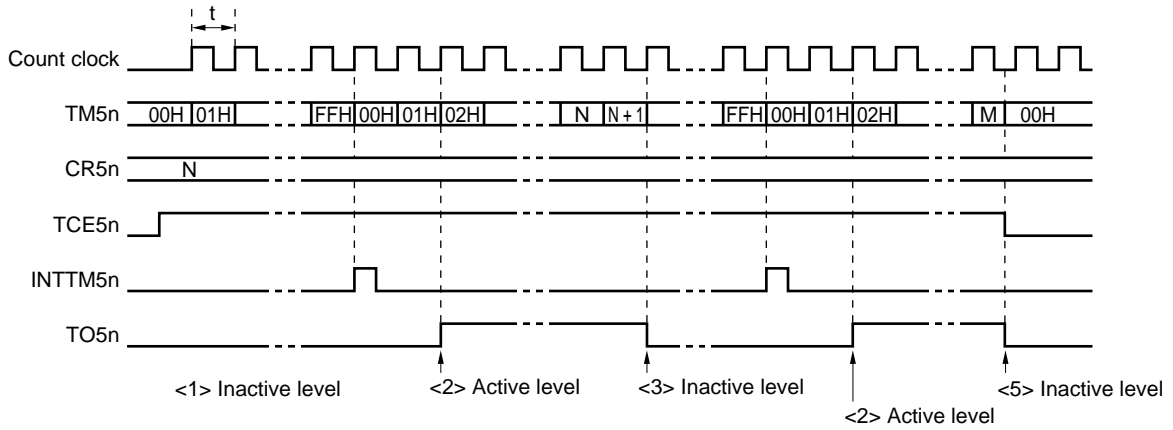 t
Count clock
TM5n 00H 01H FFH 00H 01H 02H N N + 1 FFH 00H 01H 02H M 00H
CR5n N
TCE5n
INTTM5n
TO5n
<1> Inactive level <2> Active level <3> Inactive level <5> Inactive level
<2> Active level